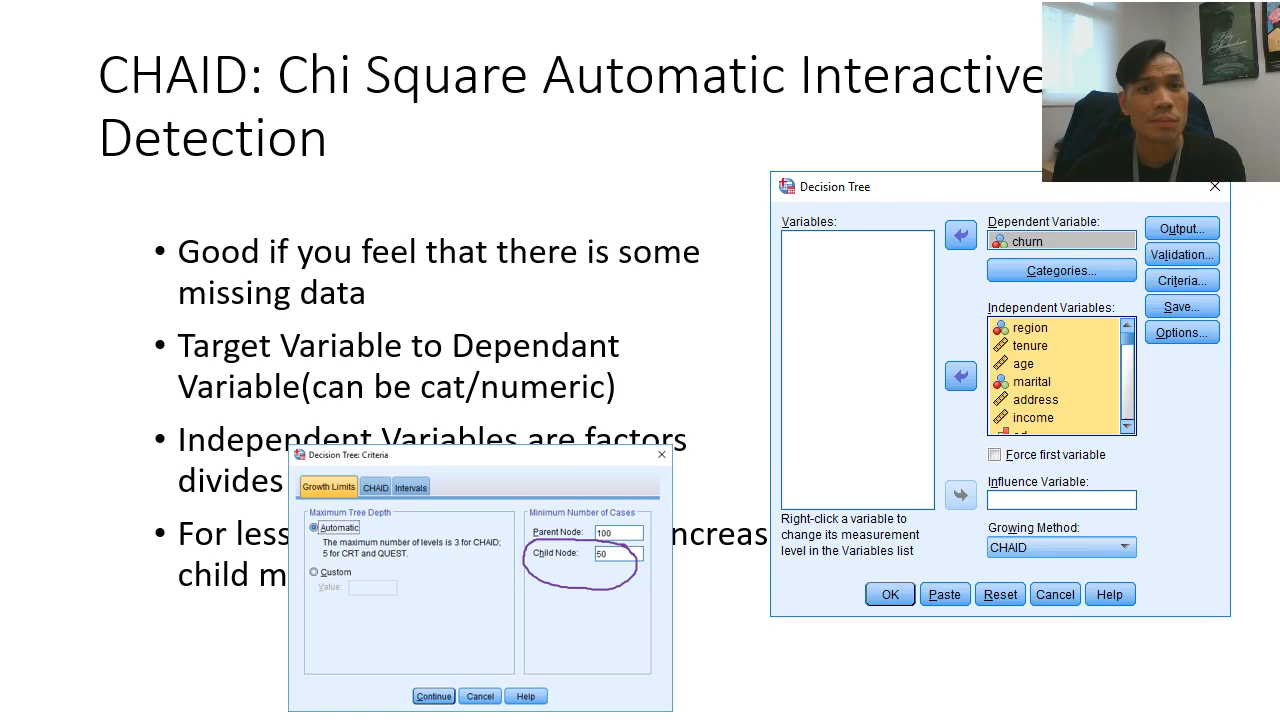 CHAID: Chi Square Automatic Interactive
Detection
• Good if you feel that there is some
missing data
• Target Variable to Dependant
Variable(can be cat/numeric)
• Independent Variables are factors
divides
• For less
increas
child m
Decision Tree
Variables:
Dependent Variable:
churn
Categories...
Independent Variables:
region
tenure
age
marital
address
income
Force first variable
Influence Variable:
Growing Method:
CHAID
Right-click a variable to
change its measurement
level in the Variables list
Output...
Validation...
Criteria...
Save...
Options...
OK
Paste
Reset
Cancel
Help
Decision Tree: Criteria
Growth Limits
CHAID
Intervals
Maximum Tree Depth
Automatic
The maximum number of levels is 3 for CHAID;
5 for CRT and QUEST.
Custom
Value:
Minimum Number of Cases
Parent Node: 100
Child Node: 50
Continue
Cancel
Help